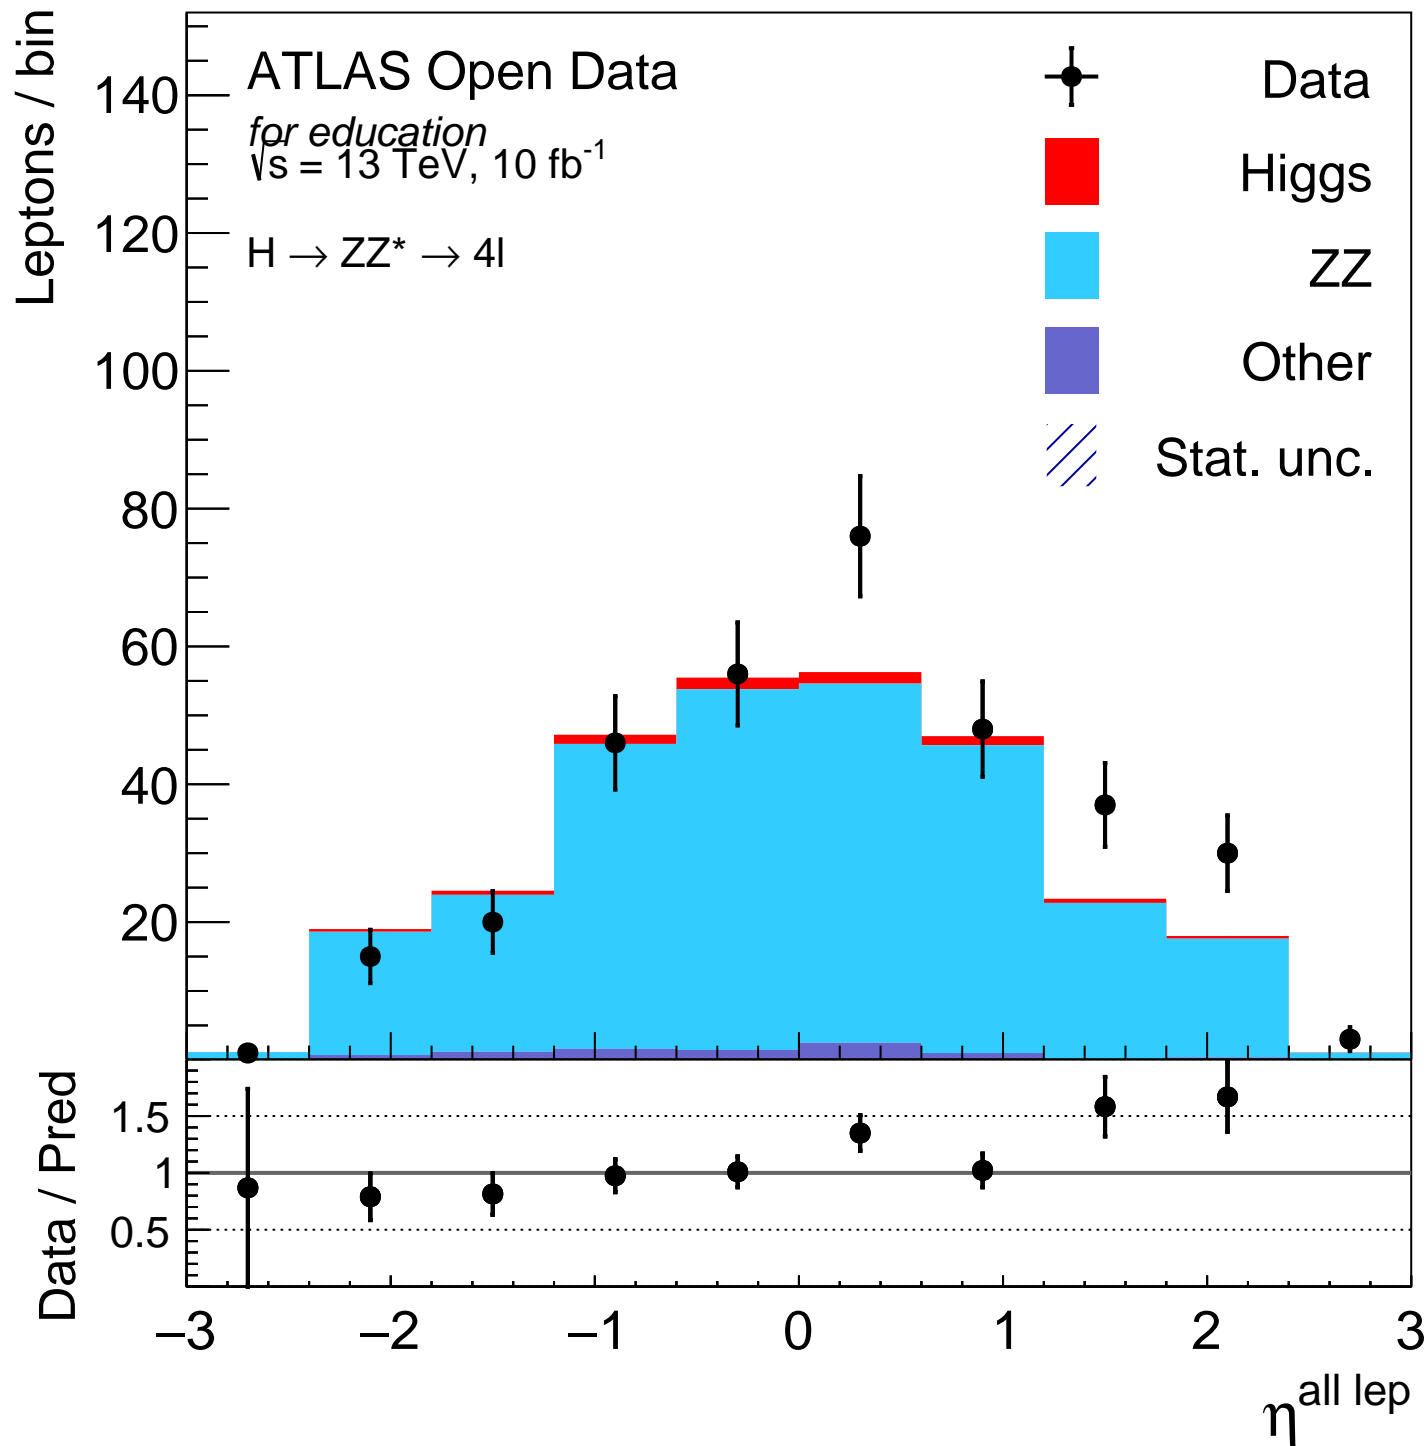 Leptons / bin
140
120
100
80
60
40
20
ATLAS Open Data
for education
√s = 13 TeV, 10 fb-1
H → ZZ* → 4l
Data
Higgs
ZZ
Other
Stat. unc.
Data / Pred
1.5
1
0.5
–3 –2 –1 0 1 2 3
η all lep